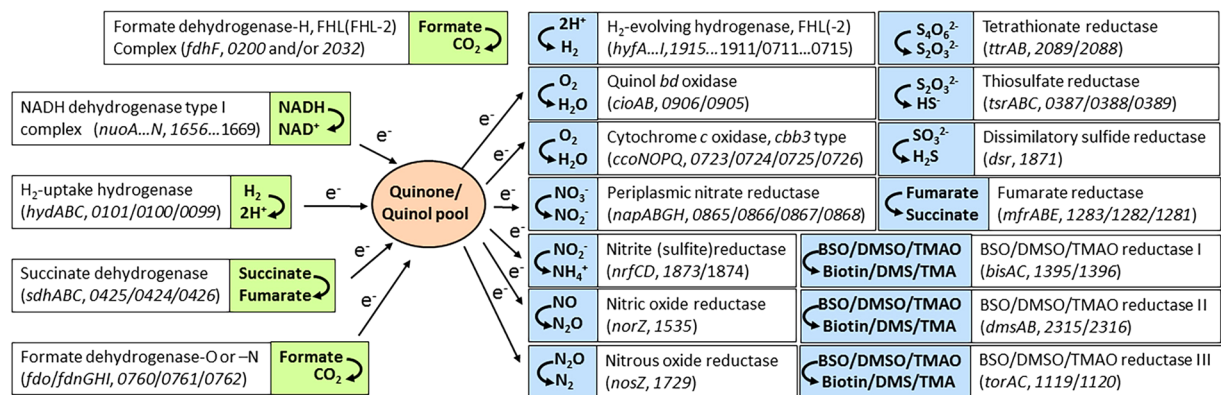 Formate dehydrogenase-H, FHL(FHL-2)
Complex (fdhF, 0200 and/or 2032)
Formate
CO₂
NADH dehydrogenase type I
complex (nuoA...N, 1656...1669)
NADH
NAD⁺
H₂-uptake hydrogenase
(hydABC, 0101/0100/0099)
H₂
2H⁺
Succinate dehydrogenase
(sdhABC, 0425/0424/0426)
Succinate
Fumarate
Formate dehydrogenase-O or –N
(fdo/fdnGHI, 0760/0761/0762)
Formate
CO₂
e⁻
e⁻
e⁻
e⁻
Quinone/
Quinol pool
e⁻
e⁻
e⁻
e⁻
e⁻
e⁻
2H⁺
H₂
H₂-evolving hydrogenase, FHL(-2)
(hyfA...I,1915...1911/0711...0715)
O₂
H₂O
Quinol bd oxidase
(cioAB, 0906/0905)
O₂
H₂O
Cytochrome c oxidase, cbb3 type
(ccoNOPQ, 0723/0724/0725/0726)
NO₃⁻
NO₂⁻
Periplasmic nitrate reductase
(napABGH, 0865/0866/0867/0868)
NO₂⁻
NH₄⁺
Nitrite (sulfite)reductase
(nrfCD, 1873/1874)
NO
N₂O
Nitric oxide reductase
(norZ, 1535)
N₂O
N₂
Nitrous oxide reductase
(nosZ, 1729)
S₄O₆²⁻
S₂O₃²⁻
Tetrathionate reductase
(ttrAB, 2089/2088)
S₂O₃²⁻
HS⁻
Thiosulfate reductase
(tsrABC, 0387/0388/0389)
SO₃²⁻
H₂S
Dissimilatory sulfide reductase
(dsr, 1871)
Fumarate
Succinate
Fumarate reductase
(mfrABE, 1283/1282/1281)
BSO/DMSO/TMAO
Biotin/DMS/TMA
BSO/DMSO/TMAO reductase I
(bisAC, 1395/1396)
BSO/DMSO/TMAO
Biotin/DMS/TMA
BSO/DMSO/TMAO reductase II
(dmsAB, 2315/2316)
BSO/DMSO/TMAO
Biotin/DMS/TMA
BSO/DMSO/TMAO reductase III
(torAC, 1119/1120)